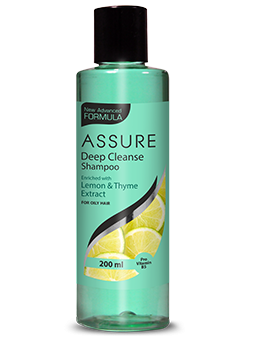 New Advanced
FORMULA
ASSURE
Deep Cleanse
Shampoo
Enriched with
Lemon & Thyme
Extract
FOR OILY HAIR
200 ml
Pro
Vitamin
B5